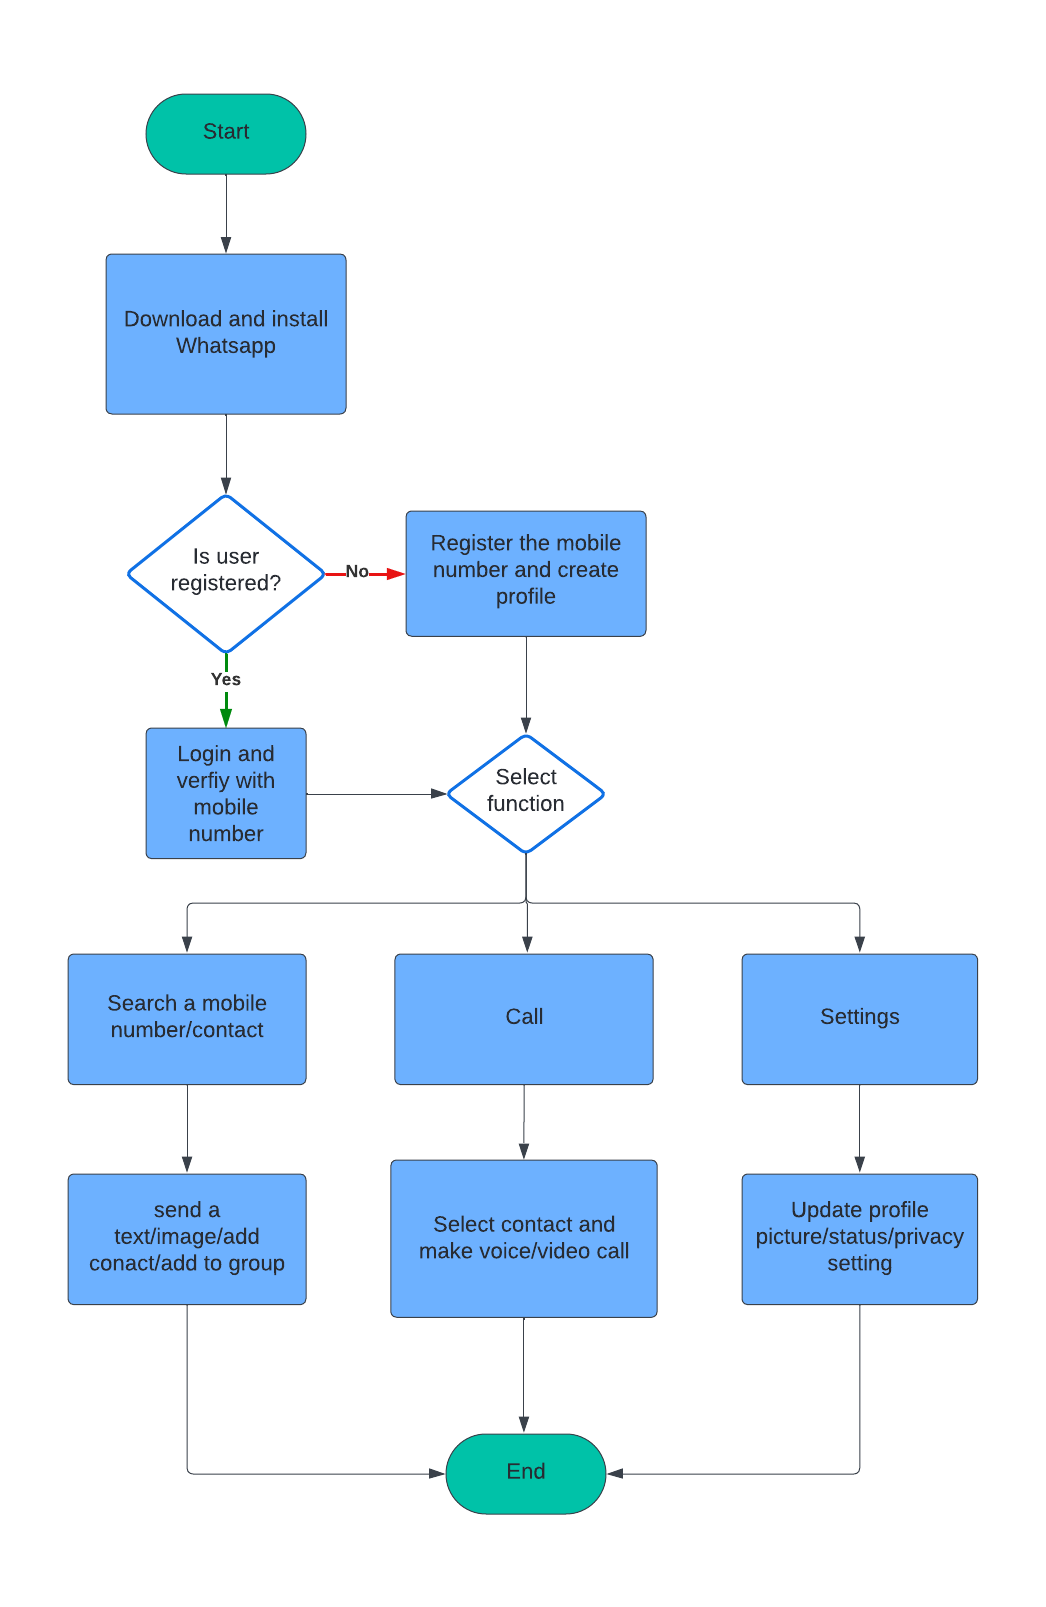 Start
Download and install
Whatsapp
Is user
registered?
No
Register the mobile
number and create
profile
Yes
Login and
verfiy with
mobile
number
Select
function
Search a mobile
number/contact
Call
Settings
send a
text/image/add
conact/add to group
Select contact and
make voice/video call
Update profile
picture/status/privacy
setting
End